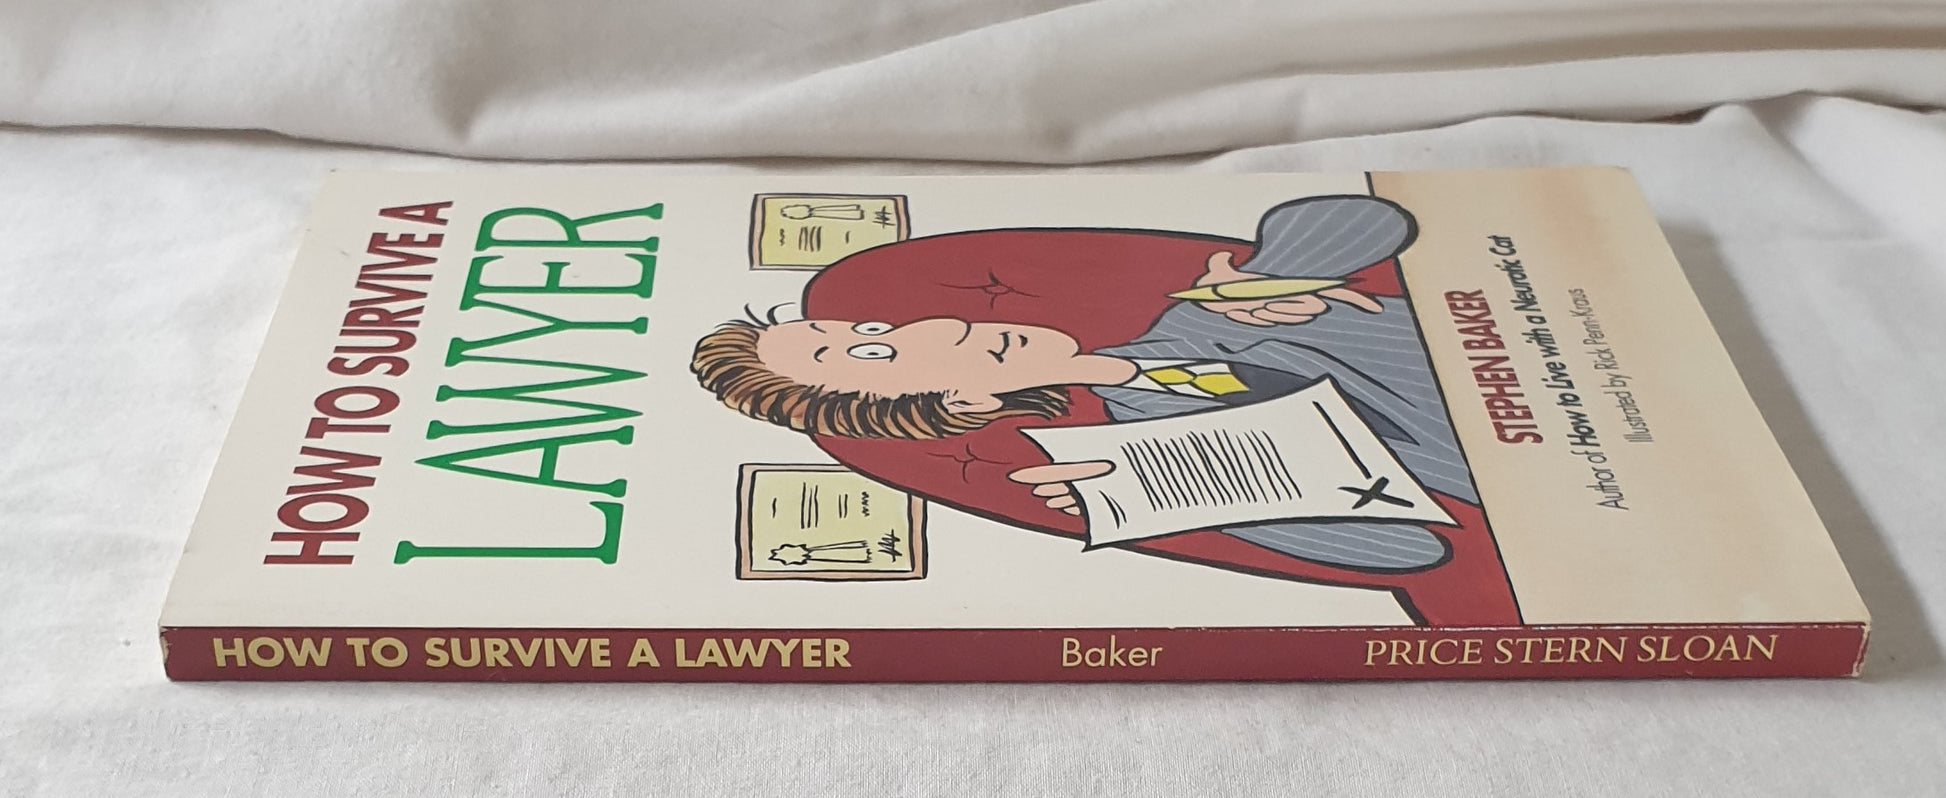 HOW TO SURVIVE A
LAWYER
STEPHEN BAKER
Author of How to Live with a Neurotic Cat
Illustrated by Rick Penn-Kraus
HOW TO SURVIVE A LAWYER Baker PRICE STERN SLOAN